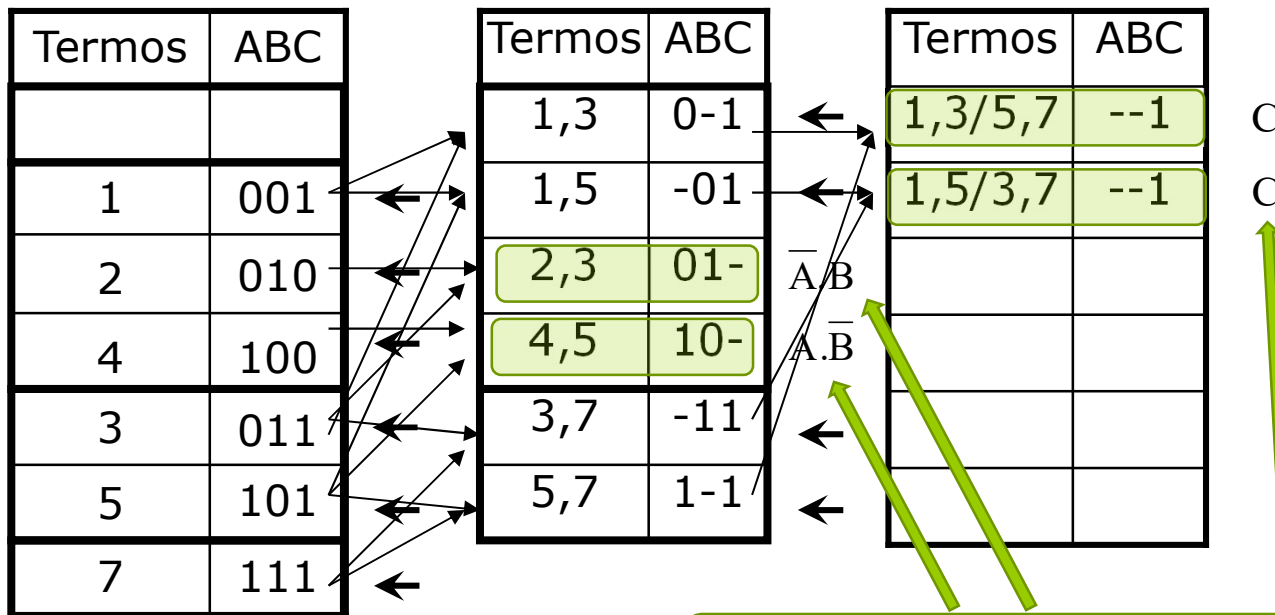 Termos ABC
1 001
2 010
4 100
3 011
5 101
7 111
Termos ABC
1,3 0-1
1,5 -01
2,3 01- A̅.B
4,5 10- A.B̅
3,7 -11
5,7 1-1
Termos ABC
1,3/5,7 --1 C
1,5/3,7 --1 C